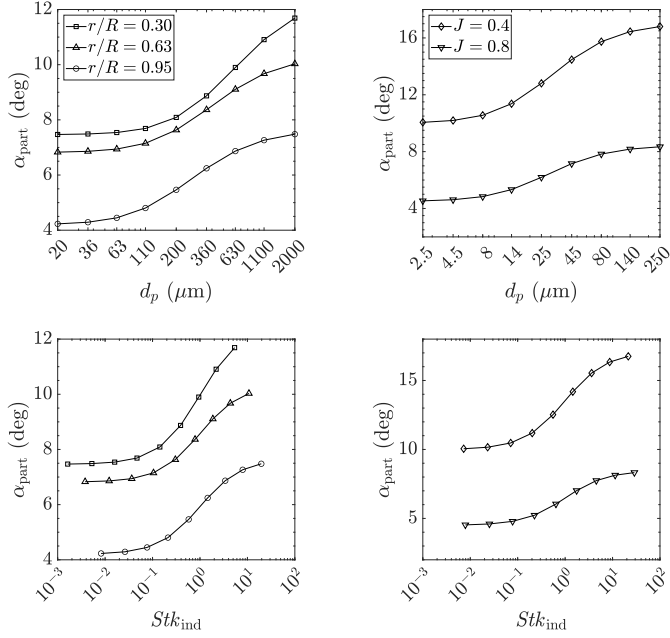 12
10
8
6
4
α_part (deg)
r/R = 0.30
r/R = 0.63
r/R = 0.95
20 36 63 110 200 360 630 1100 2000
d_p (μm)
16
12
8
4
α_part (deg)
J = 0.4
J = 0.8
2.5 4.5 8 14 25 45 80 140 250
d_p (μm)
12
10
8
6
4
α_part (deg)
10^-3 10^-2 10^-1 10^0 10^1 10^2
Stk_ind
15
10
5
α_part (deg)
10^-3 10^-2 10^-1 10^0 10^1 10^2
Stk_ind